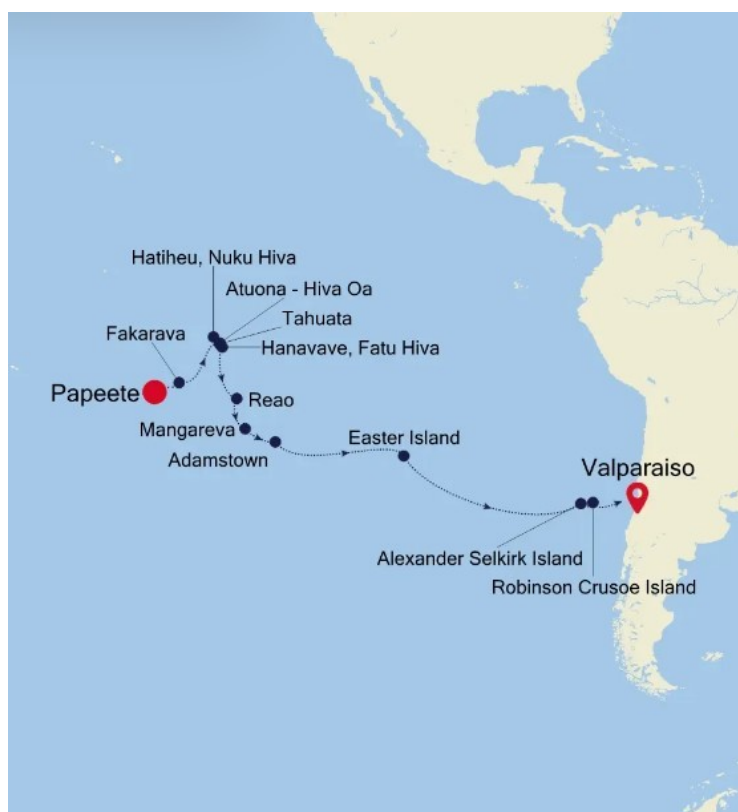 Hatiheu, Nuku Hiva
Atuona - Hiva Oa
Tahuata
Fakarava
Hanavave, Fatu Hiva
Papeete
Reao
Mangareva
Easter Island
Adamstown
Valparaiso
Alexander Selkirk Island
Robinson Crusoe Island